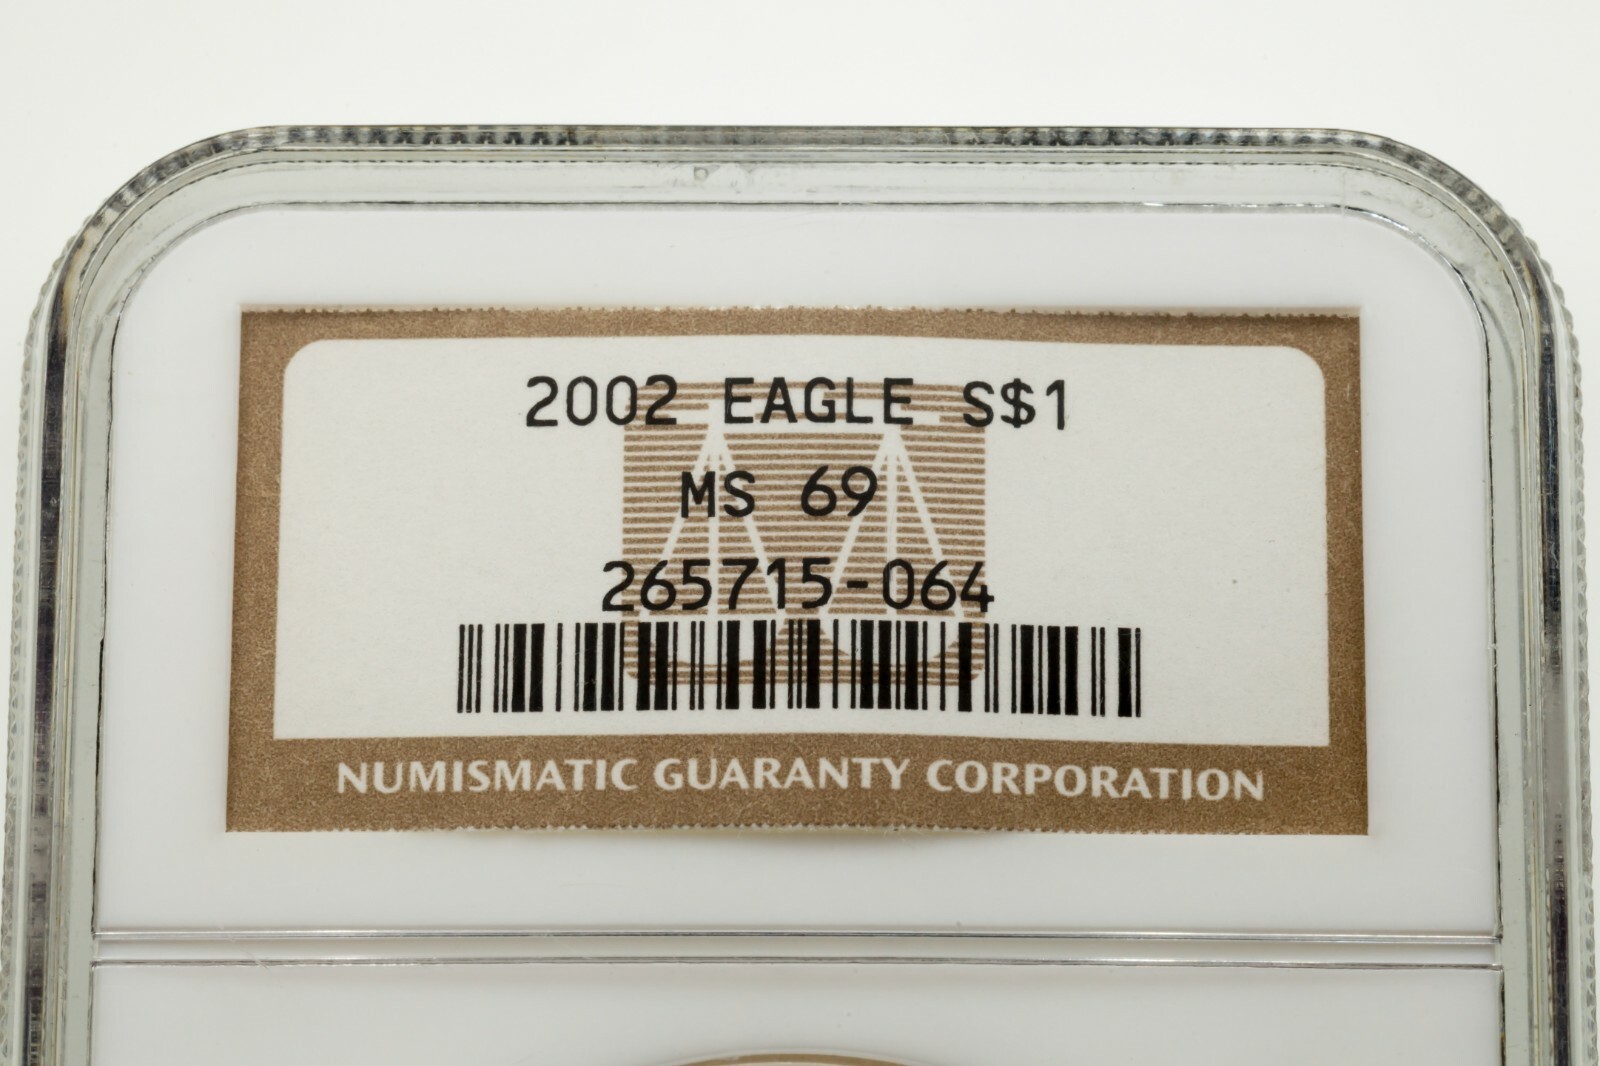 2002 EAGLE S$1
MS 69
265715-064
NUMISMATIC GUARANTY CORPORATION